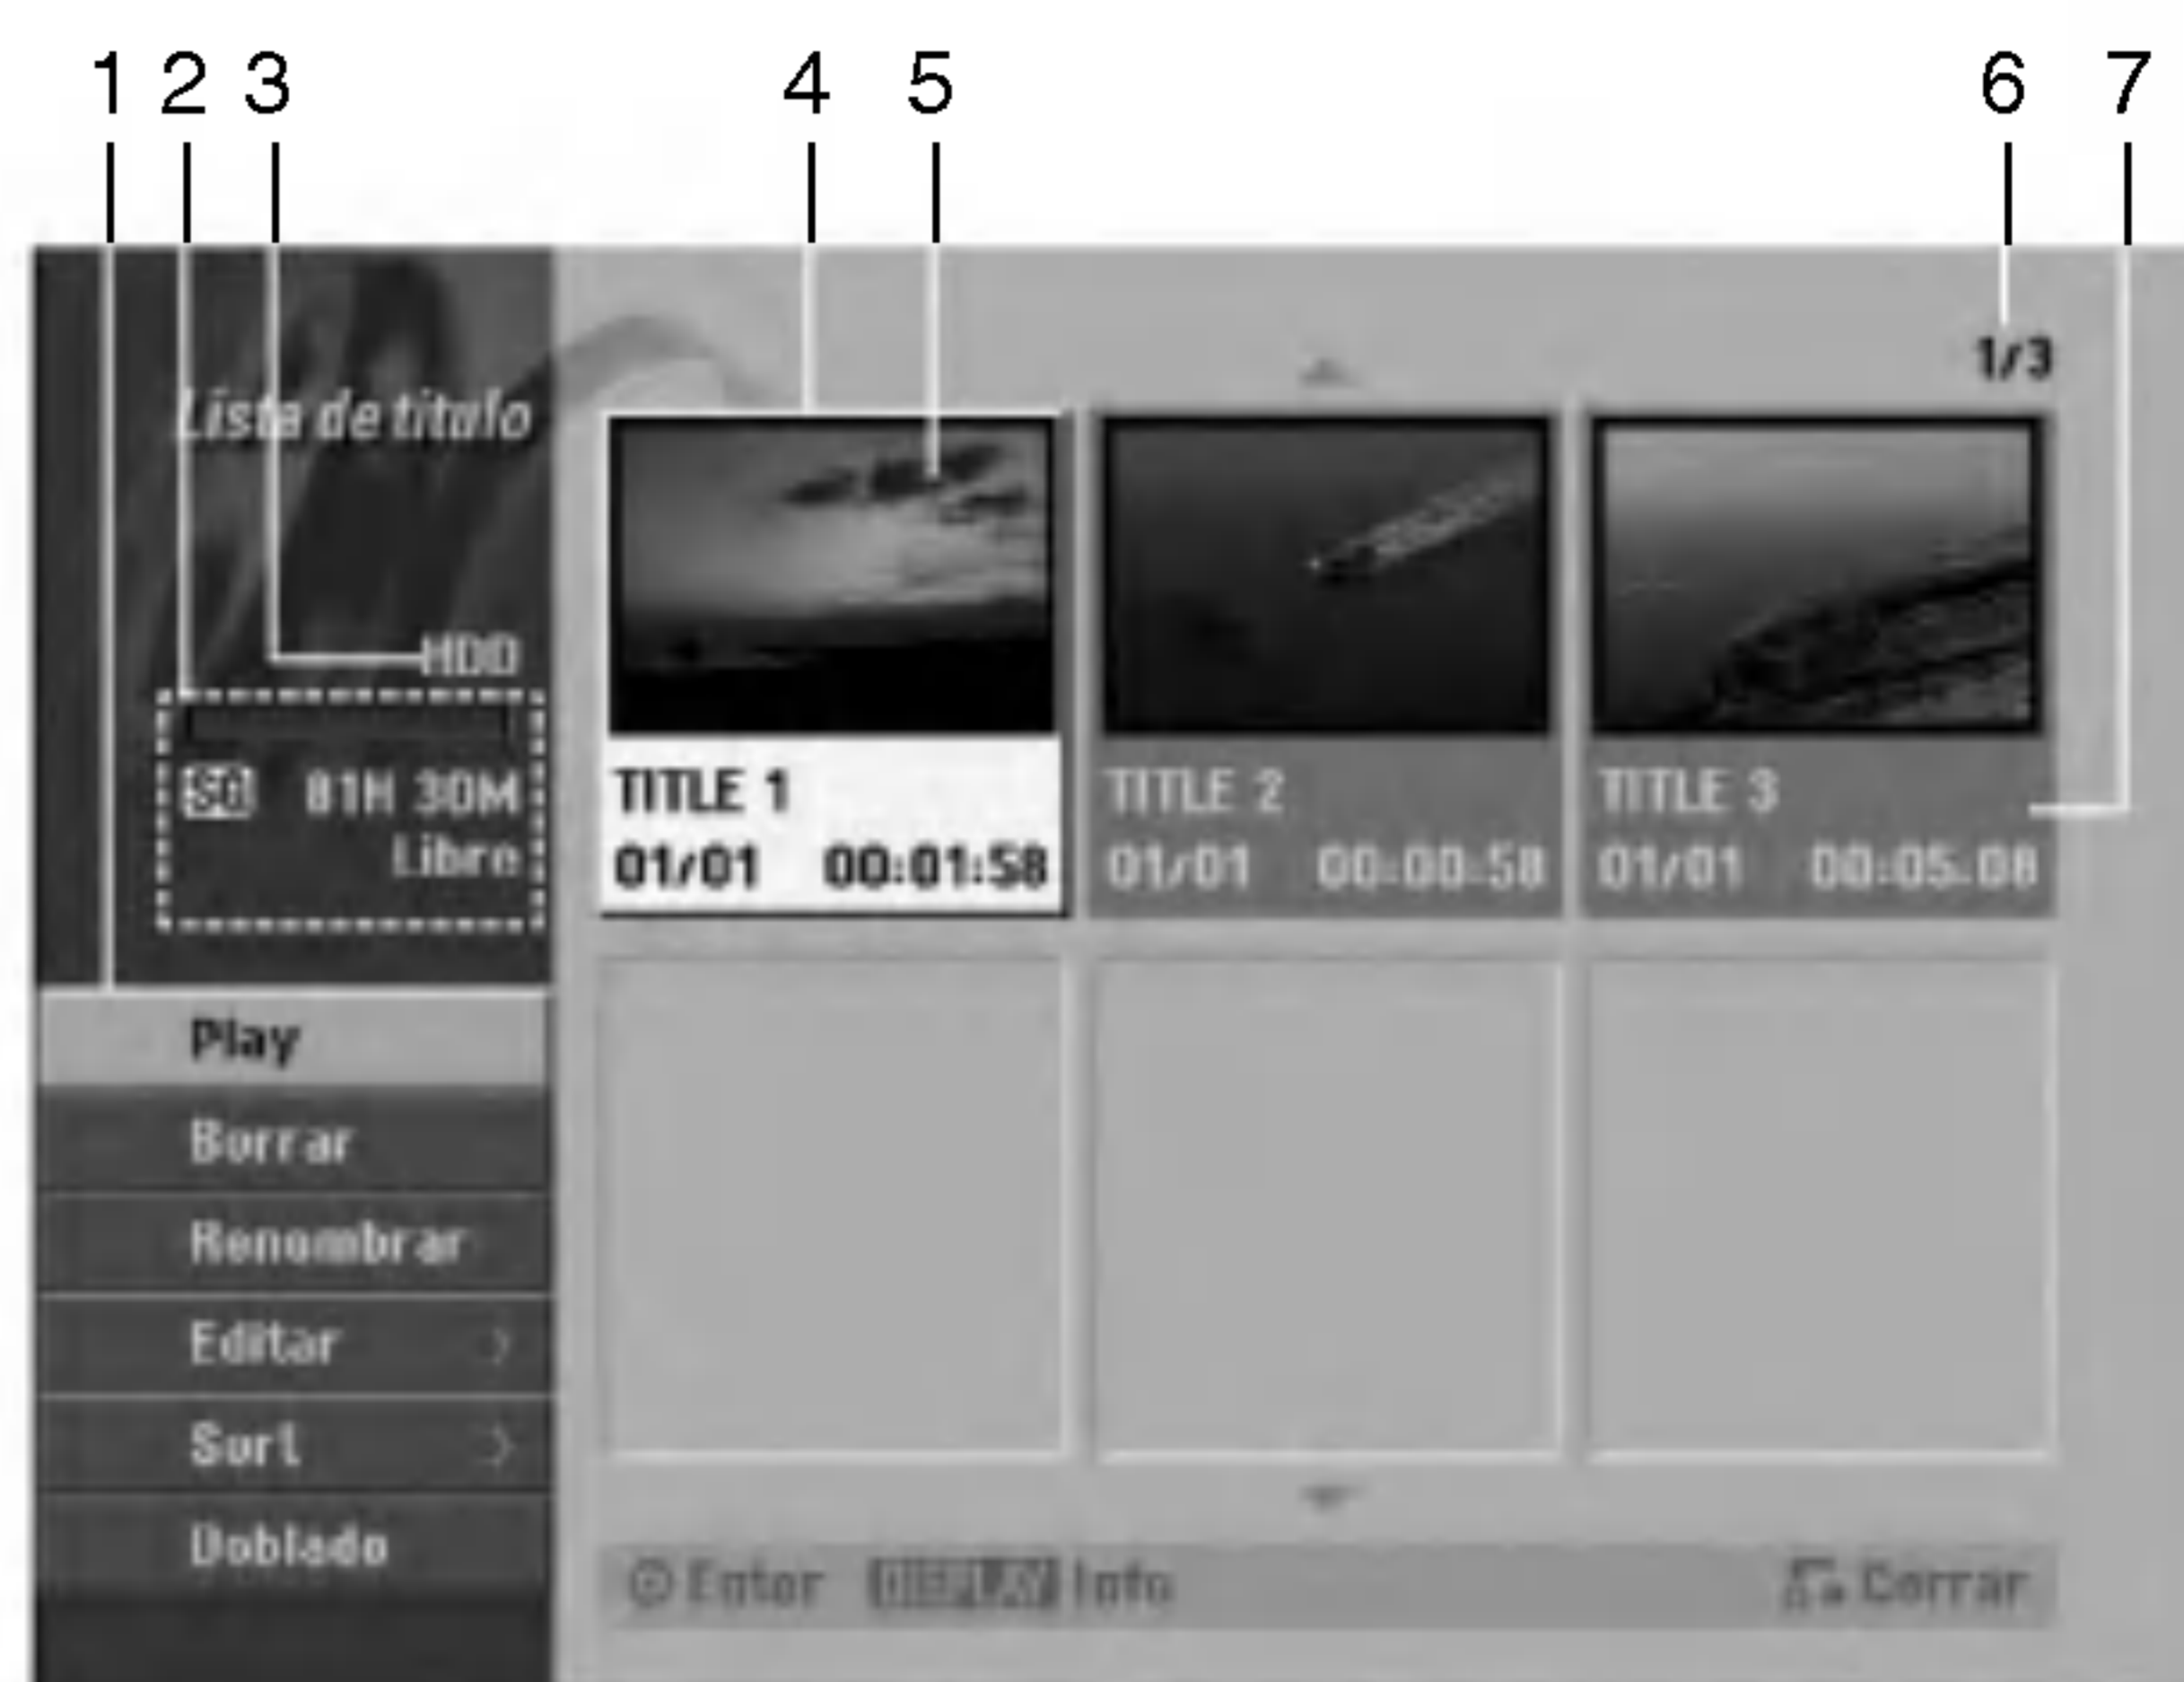 1 2 3 4 5 6 7
1/3
Lista de titulo
HDD
SQ 81H 30M
Libre
TITLE 1
01/01 00:01:58
TITLE 2
01/01 00:00:58
TITLE 3
01/01 00:05:08
Play
Borrar
Renombrar
Editar
Sort
Doblado
Enter DISPLAY Info
Cerrar